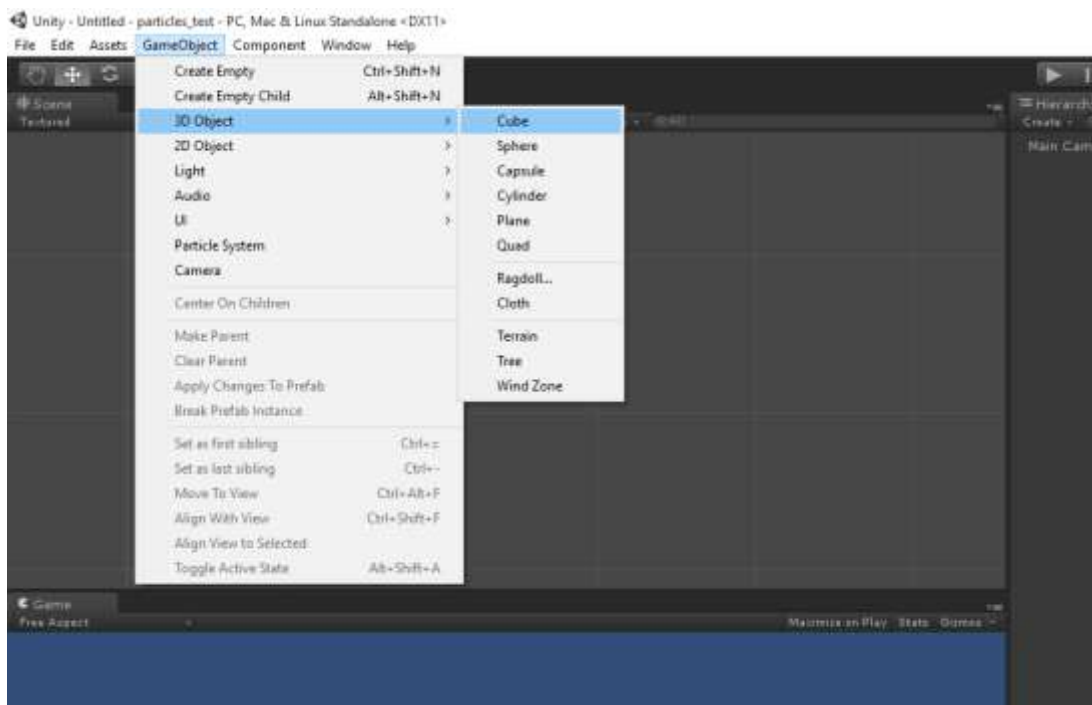 Unity - Untitled - particles_test - PC, Mac & Linux Standalone <DX11>
File Edit Assets GameObject Component Window Help
Create Empty Ctrl+Shift+N
Create Empty Child Alt+Shift+N
# Scene
Hierarchy
Textured
3D Object
Cube
Create
2D Object
Sphere
Main Cam
Light
Capsule
Audio
Cylinder
UI
Plane
Particle System
Quad
Camera
Ragdoll...
Center On Children
Cloth
Make Parent
Terrain
Clear Parent
Tree
Apply Changes To Prefab
Wind Zone
Break Prefab Instance
Set as first sibling Ctrl+=
Set as last sibling Ctrl+-
Move To View Ctrl+Alt+F
Align With View Ctrl+Shift+F
Align View to Selected
Toggle Active State Alt+Shift+A
Game
Free Aspect
Maximize on Play Stats Gizmos